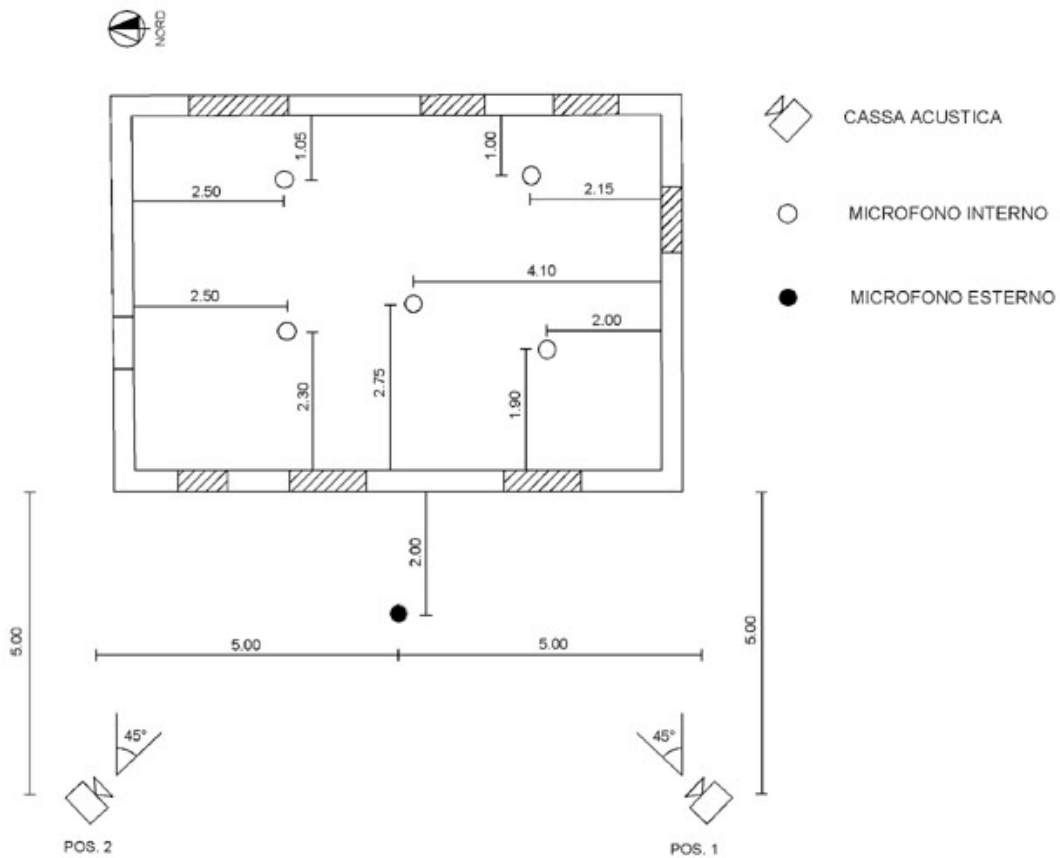 NORD
CASSA ACUSTICA
MICROFONO INTERNO
MICROFONO ESTERNO
1.05
1.00
2.50
2.15
4.10
2.50
2.00
2.30
2.75
1.90
2.00
5.00
5.00
5.00
5.00
45°
45°
POS. 2
POS. 1